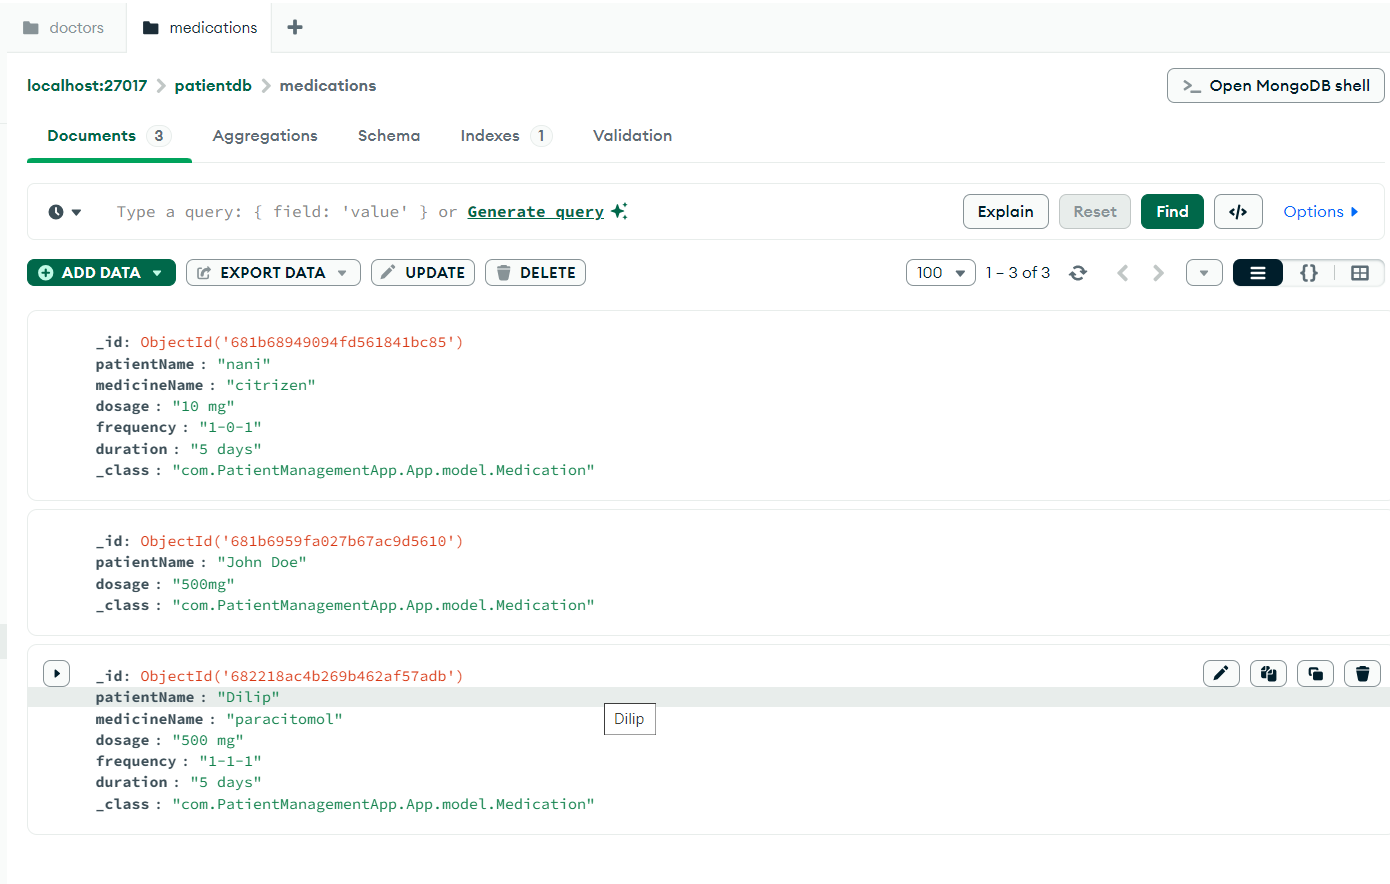 doctors medications +
localhost:27017 > patientdb > medications >_ Open MongoDB shell
Documents 3 Aggregations Schema Indexes 1 Validation
Type a query: { field: 'value' } or Generate query Explain Reset Find </> Options
ADD DATA EXPORT DATA UPDATE DELETE 100 1 – 3 of 3 {}
_id: ObjectId('681b68949094fd561841bc85')
patientName : "nani"
medicineName : "citrizen"
dosage : "10 mg"
frequency : "1-0-1"
duration : "5 days"
_class : "com.PatientManagementApp.App.model.Medication"
_id: ObjectId('681b6959fa027b67ac9d5610')
patientName : "John Doe"
dosage : "500mg"
_class : "com.PatientManagementApp.App.model.Medication"
_id: ObjectId('682218ac4b269b462af57adb')
patientName : "Dilip"
medicineName : "paracitomol"
Dilip
dosage : "500 mg"
frequency : "1-1-1"
duration : "5 days"
_class : "com.PatientManagementApp.App.model.Medication"